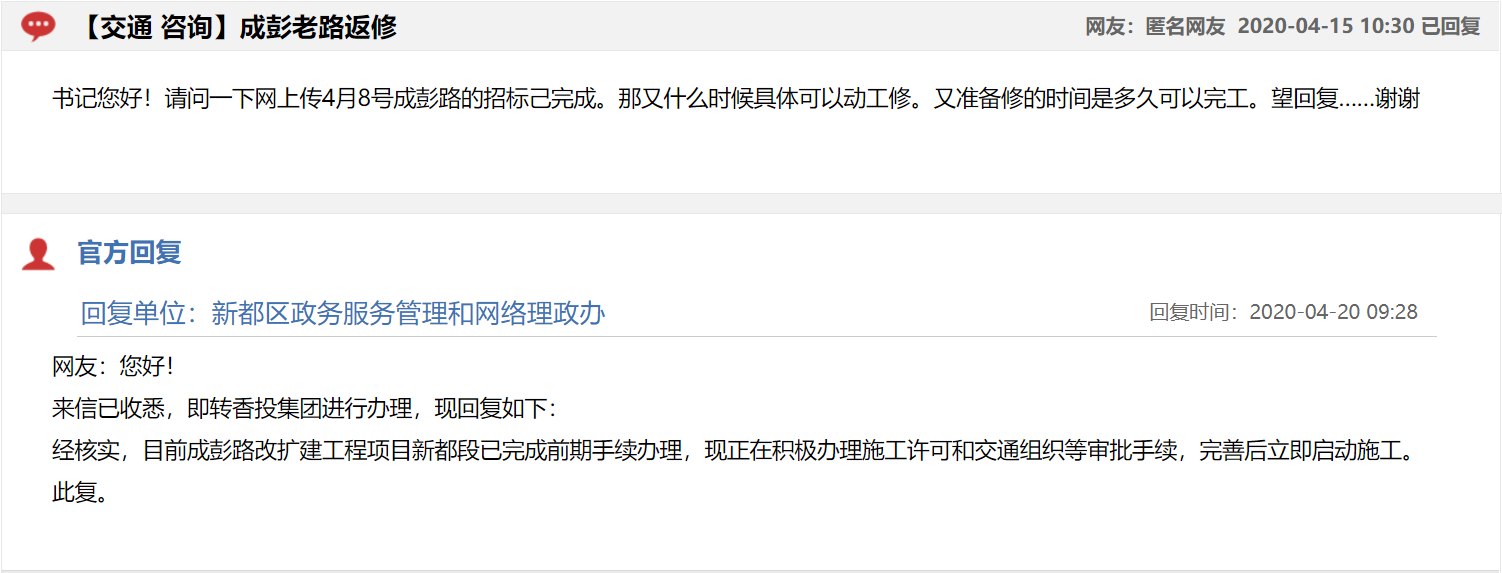 【交通 咨询】成彭老路返修
网友：匿名网友 2020-04-15 10:30 已回复
书记您好！请问一下网上传4月8号成彭路的招标己完成。那又什么时候具体可以动工修。又准备修的时间是多久可以完工。望回复……谢谢
官方回复
回复单位：新都区政务服务管理和网络理政办
回复时间：2020-04-20 09:28
网友：您好！
来信已收悉，即转香投集团进行办理，现回复如下：
经核实，目前成彭路改扩建工程项目新都段已完成前期手续办理，现正在积极办理施工许可和交通组织等审批手续，完善后立即启动施工。
此复。